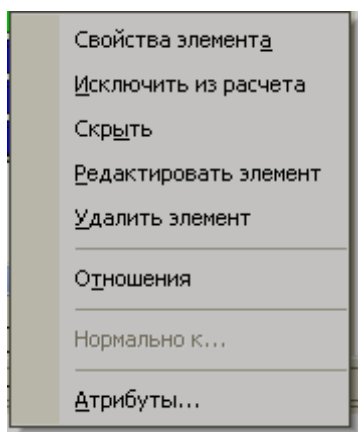 Свойства элемента
Исключить из расчета
Скрыть
Редактировать элемент
Удалить элемент
Отношения
Нормально к...
Атрибуты...